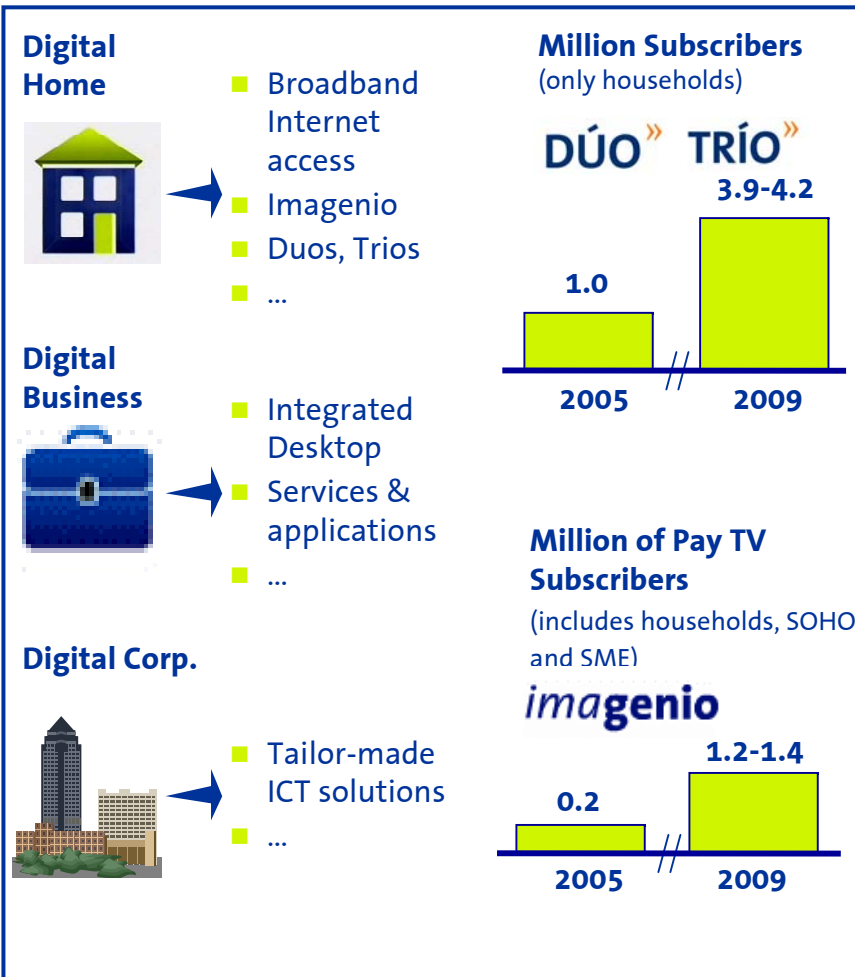 Digital
Home
Broadband
Internet
access
Imagenio
Duos, Trios
...
Digital
Business
Integrated
Desktop
Services &
applications
...
Digital Corp.
Tailor-made
ICT solutions
...
Million Subscribers
(only households)
DÚO» TRÍO»
3.9-4.2
1.0
2005 // 2009
Million of Pay TV
Subscribers
(includes households, SOHO
and SME)
imagenio
1.2-1.4
0.2
2005 // 2009